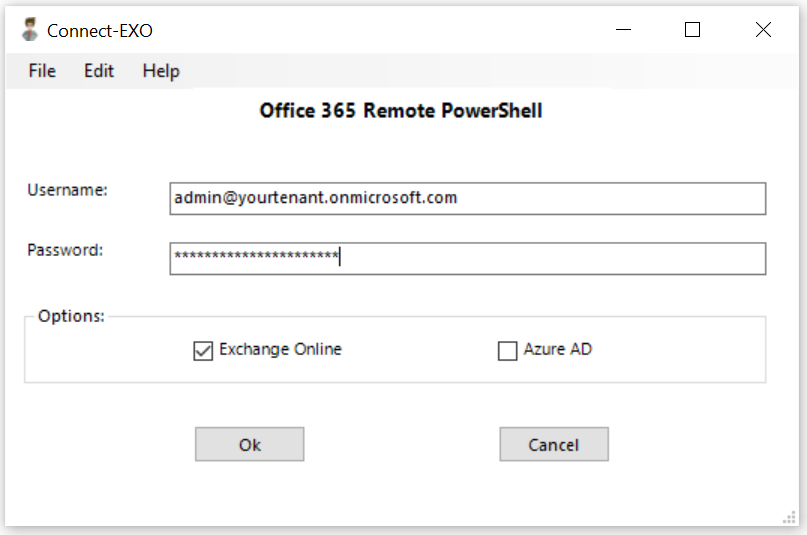 Connect-EXO
File Edit Help
Office 365 Remote PowerShell
Username: admin@yourtenant.onmicrosoft.com
Password: **********************
Options:
Exchange Online Azure AD
Ok Cancel